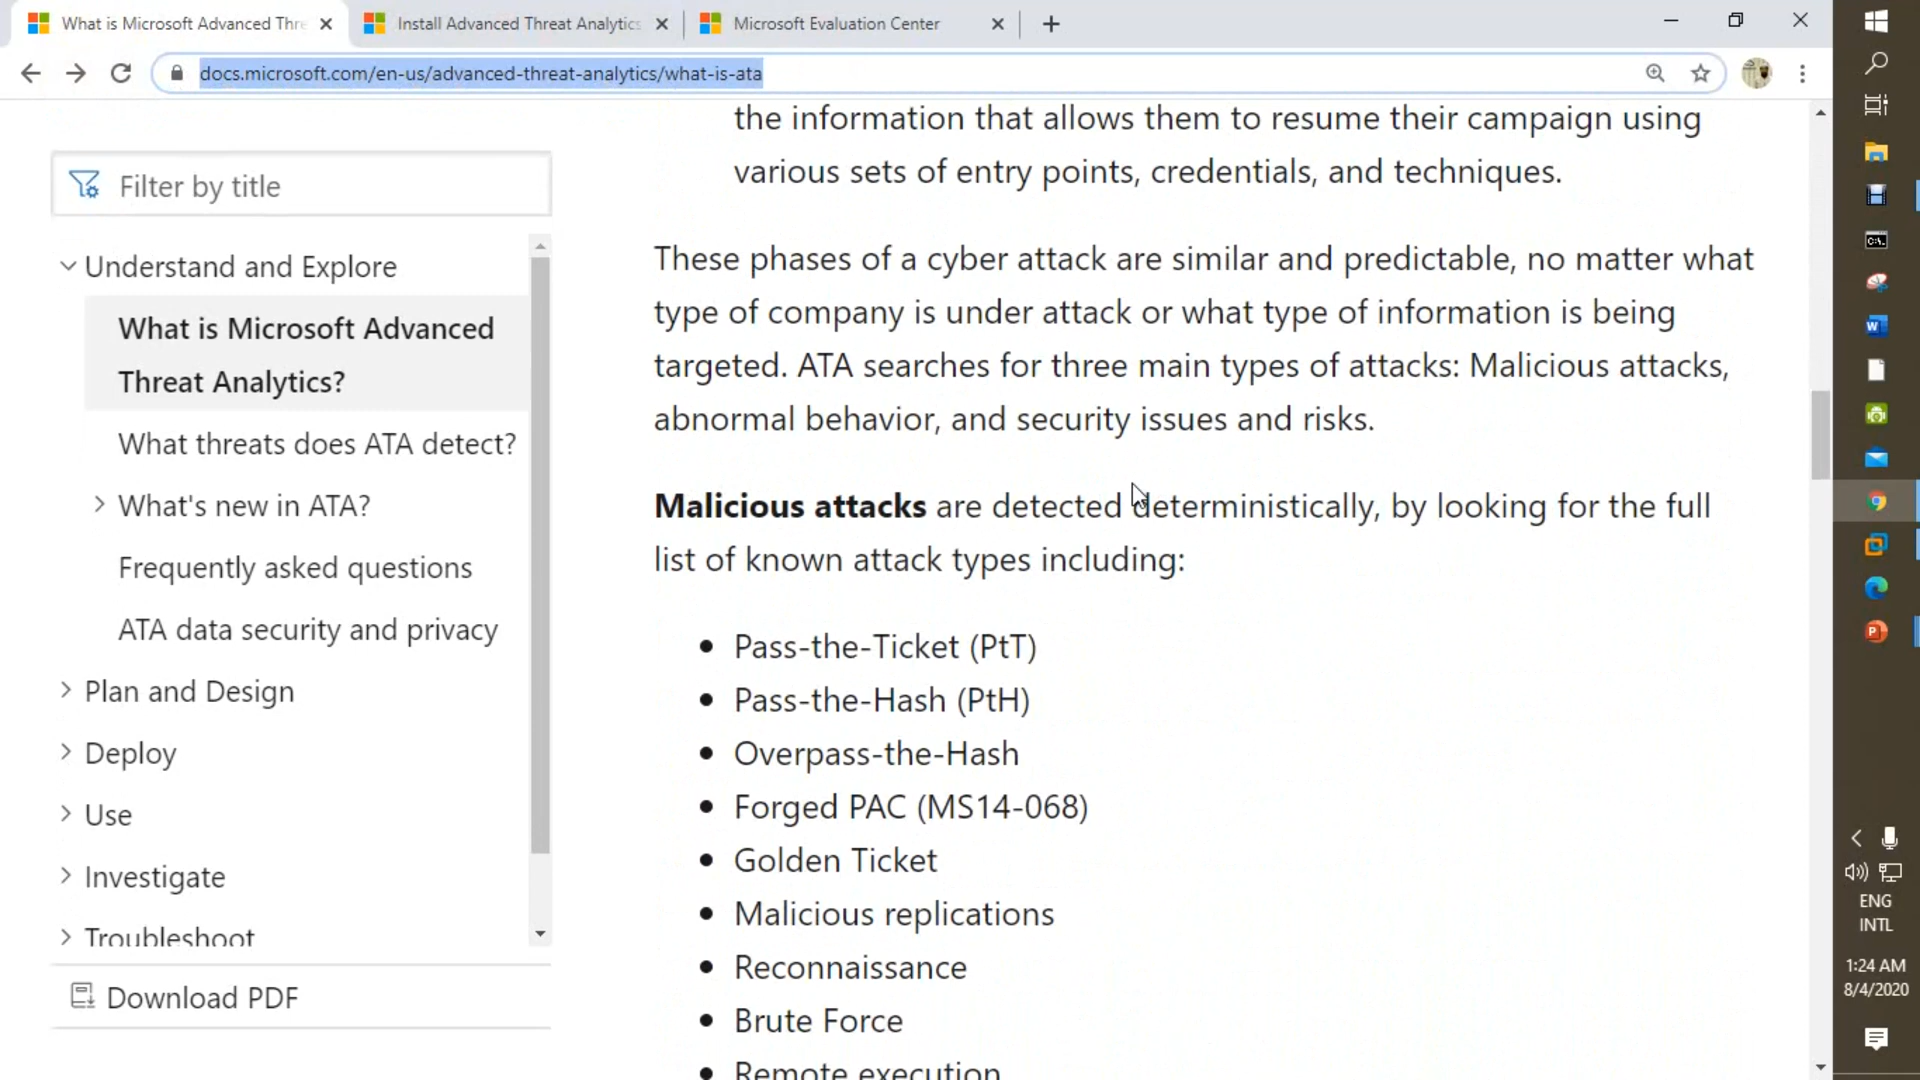 What is Microsoft Advanced Thre
Install Advanced Threat Analytics
Microsoft Evaluation Center
docs.microsoft.com/en-us/advanced-threat-analytics/what-is-ata
Filter by title
Understand and Explore
What is Microsoft Advanced
Threat Analytics?
What threats does ATA detect?
What's new in ATA?
Frequently asked questions
ATA data security and privacy
Plan and Design
Deploy
Use
Investigate
Troubleshoot
Download PDF
the information that allows them to resume their campaign using
various sets of entry points, credentials, and techniques.
These phases of a cyber attack are similar and predictable, no matter what
type of company is under attack or what type of information is being
targeted. ATA searches for three main types of attacks: Malicious attacks,
abnormal behavior, and security issues and risks.
Malicious attacks are detected deterministically, by looking for the full
list of known attack types including:
• Pass-the-Ticket (PtT)
• Pass-the-Hash (PtH)
• Overpass-the-Hash
• Forged PAC (MS14-068)
• Golden Ticket
• Malicious replications
• Reconnaissance
• Brute Force
• Remote execution
ENG
INTL
1:24 AM
8/4/2020